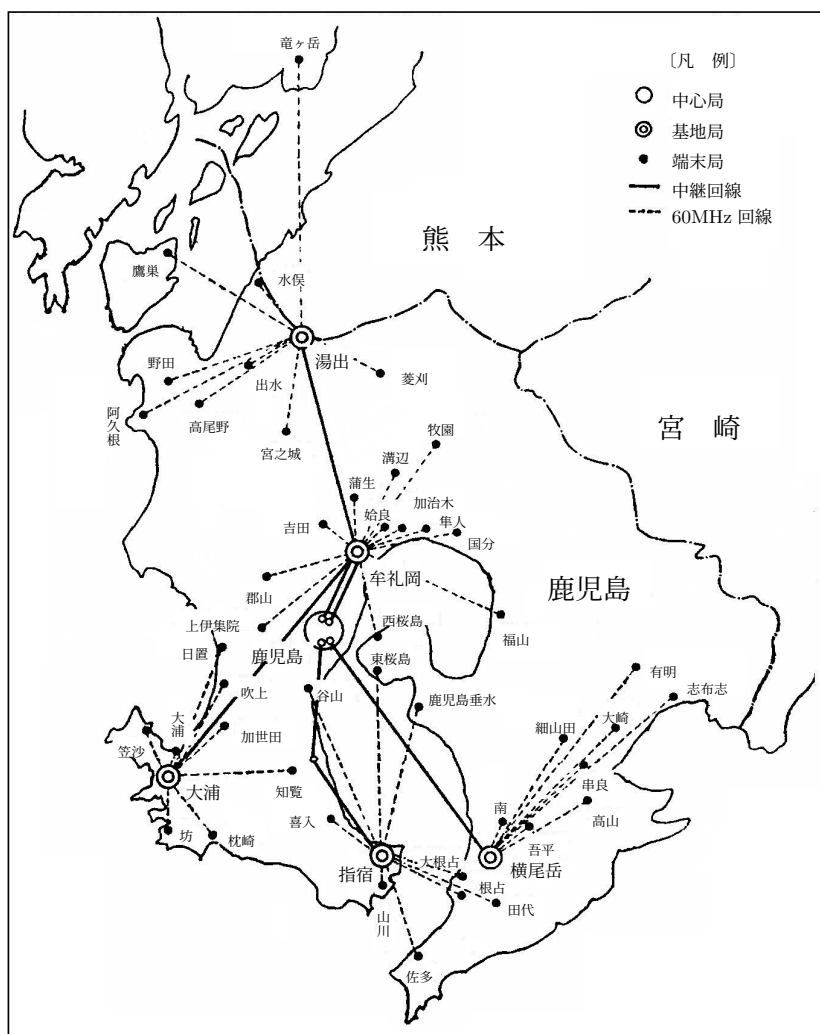 竜ヶ岳
〔凡 例〕
中心局
基地局
端末局
中継回線
60MHz 回線
熊 本
鷹巣
水俣
湯出
野田
出水
菱刈
阿久根
高尾野
宮之城
宮 崎
牧園
溝辺
蒲生
姶良
加治木
隼人
吉田
国分
牟礼岡
鹿児島
郡山
福山
上伊集院
西桜島
日置
鹿児島
東桜島
有明
吹上
谷山
鹿児島垂水
志布志
大浦
加世田
細山田
大崎
笠沙
大浦
知覧
串良
喜入
南
高山
坊
枕崎
吾平
指宿
大根占
横尾岳
根占
山川
田代
佐多